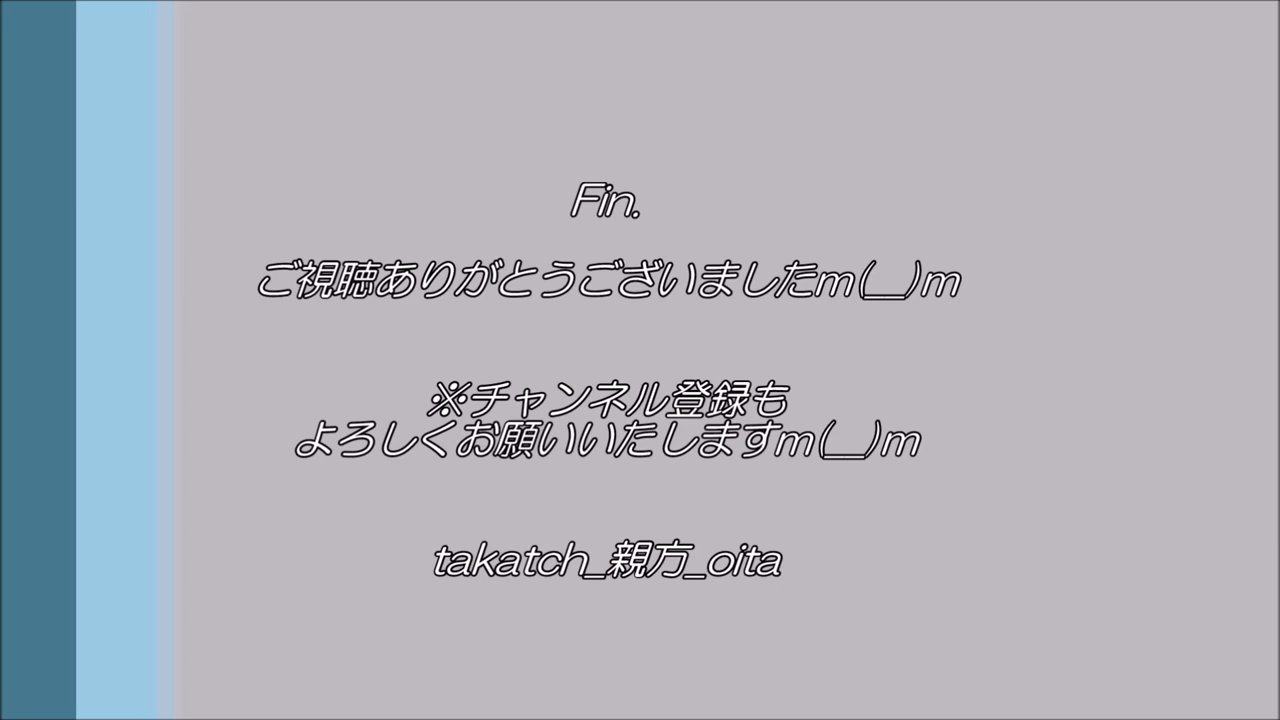 Fin.
ご視聴ありがとうございましたm(__)m
※チャンネル登録も
よろしくお願いいたしますm(__)m
takatch_親方_oita